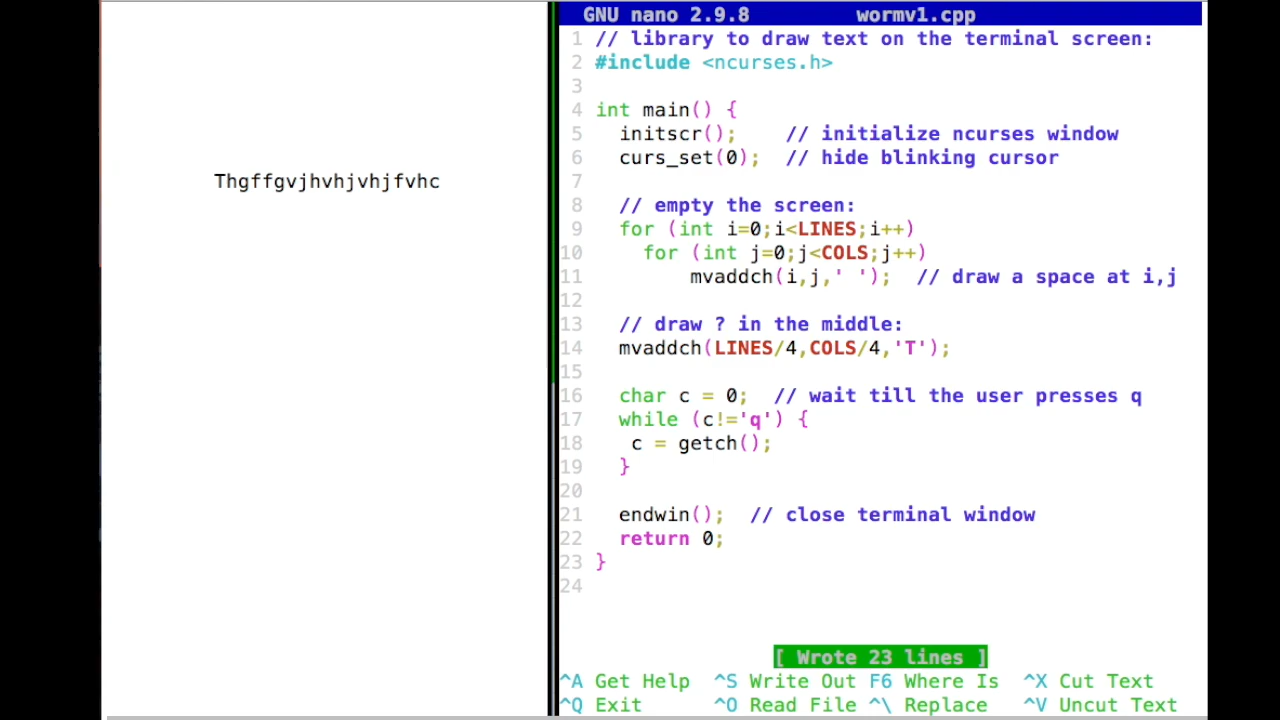 Thgffgvjhvhjvhjfvhc
GNU nano 2.9.8 wormv1.cpp
1 // library to draw text on the terminal screen:
2 #include <ncurses.h>
3
4 int main() {
5   initscr();    // initialize ncurses window
6   curs_set(0);  // hide blinking cursor
7
8   // empty the screen:
9   for (int i=0;i<LINES;i++)
10     for (int j=0;j<COLS;j++)
11         mvaddch(i,j,' ');  // draw a space at i,j
12
13   // draw ? in the middle:
14   mvaddch(LINES/4,COLS/4,'T');
15
16   char c = 0;  // wait till the user presses q
17   while (c!='q') {
18    c = getch();
19   }
20
21   endwin();  // close terminal window
22   return 0;
23 }
24
[ Wrote 23 lines ]
^A Get Help  ^S Write Out F6 Where Is  ^X Cut Text
^Q Exit      ^O Read File ^\ Replace   ^V Uncut Text